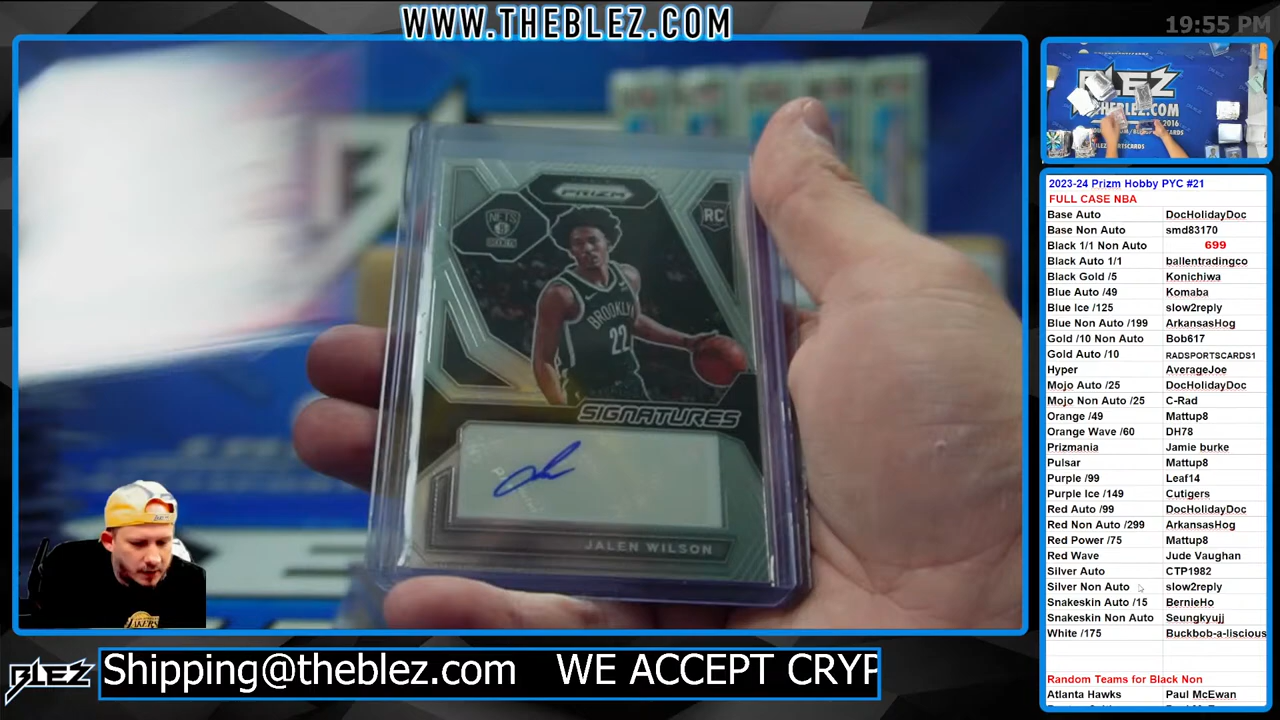 WWW.THEBLEZ.COM
19:55 PM
PRIZM
NETS
B
BROOKLYN
RC
BROOKLYN
22
SIGNATURES
JALEN WILSON
LAKERS
BLEZ
THEBLEZ.COM
2016
2023-24 Prizm Hobby PYC #21
FULL CASE NBA
Base Auto DocHolidayDoc
Base Non Auto smd83170
Black 1/1 Non Auto 699
Black Auto 1/1 ballentradingco
Black Gold /5 Konichiwa
Blue Auto /49 Komaba
Blue Ice /125 slow2reply
Blue Non Auto /199 ArkansasHog
Gold /10 Non Auto Bob617
Gold Auto /10 RADSPORTSCARDS1
Hyper AverageJoe
Mojo Auto /25 DocHolidayDoc
Mojo Non Auto /25 C-Rad
Orange /49 Mattup8
Orange Wave /60 DH78
Prizmania Jamie burke
Pulsar Mattup8
Purple /99 Leaf14
Purple Ice /149 Cutigers
Red Auto /99 DocHolidayDoc
Red Non Auto /299 ArkansasHog
Red Power /75 Mattup8
Red Wave Jude Vaughan
Silver Auto CTP1982
Silver Non Auto slow2reply
Snakeskin Auto /15 BernieHo
Snakeskin Non Auto Seungkyujj
White /175 Buckbob-a-liscious
Random Teams for Black Non
Atlanta Hawks Paul McEwan
BLEZ
Shipping@theblez.com WE ACCEPT CRYP